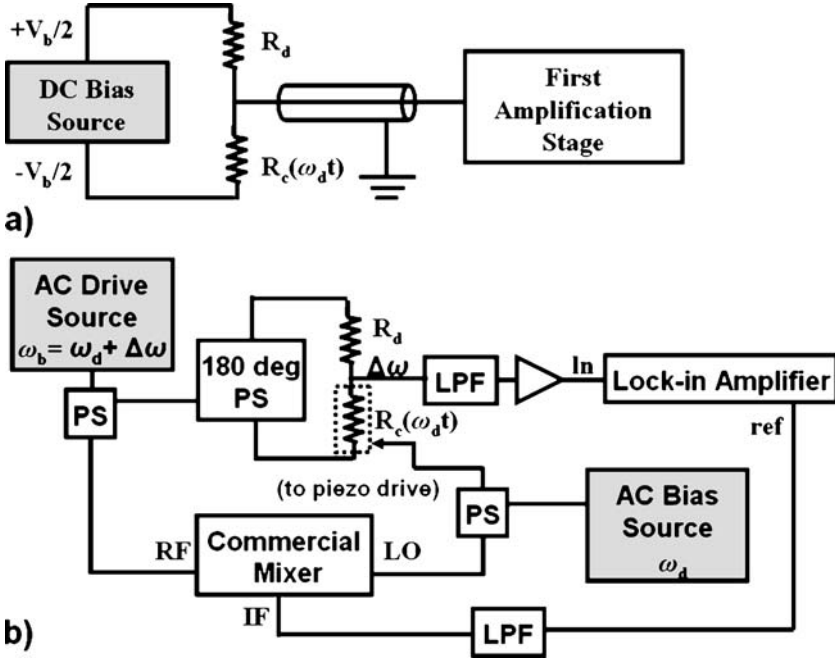 +V_b/2
R_d
DC Bias
Source
First
Amplification
Stage
-V_b/2
R_c(ω_dt)
a)
AC Drive
Source
ω_b= ω_d+ Δω
R_d
180 deg
PS
Δω
LPF
In
Lock-in Amplifier
PS
R_c(ω_dt)
ref
(to piezo drive)
PS
AC Bias
Source
ω_d
RF
Commercial
Mixer
LO
IF
LPF
b)